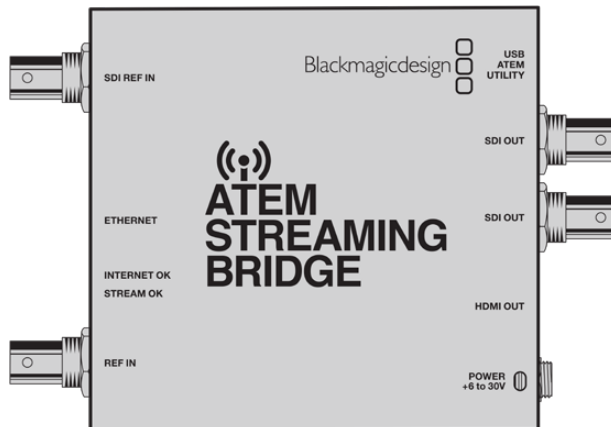 SDI REF IN
ETHERNET
INTERNET OK
STREAM OK
REF IN
Blackmagicdesign
ATEM
STREAMING
BRIDGE
USB
ATEM
UTILITY
SDI OUT
SDI OUT
HDMI OUT
POWER
+6 to 30V